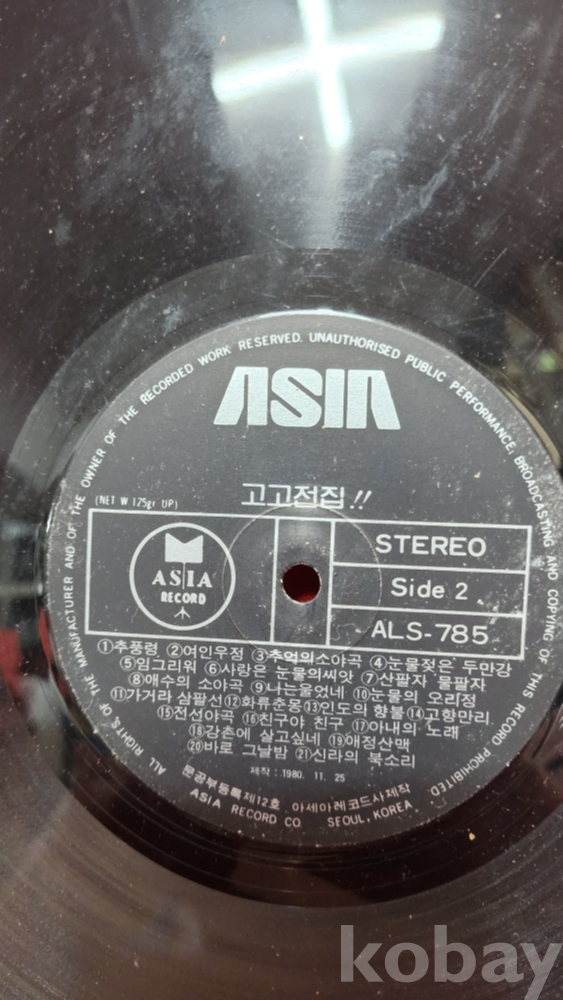 ALL RIGHTS OF THE MANUFACTURER AND OF THE OWNER OF THE RECORDED WORK RESERVED. UNAUTHORISED PUBLIC PERFORMANCE, BROADCASTING AND COPYING OF THIS RECORD PROHIBITED
ASIA
고고전집!!
(NET W 125gr UP)
ASIA
RECORD
STEREO
Side 2
ALS-785
①추풍령 ②여인우정 ③추억의소야곡 ④눈물젖은 두만강
⑤임그리워 ⑥사랑은 눈물의씨앗 ⑦산팔자 물팔자
⑧애수의 소야곡 ⑨나는울었네 ⑩눈물의 오리정
⑪가거라 삼팔선⑫화류춘몽⑬인도의 향불⑭고향만리
⑮전선야곡 ⑯친구야 친구 ⑰아내의 노래
⑱강촌에 살고싶네 ⑲애정산맥
⑳바로 그날밤 ㉑신라의 북소리
제작 : 1980. 11. 25
문공부등록제12호 아세아레코드사제작
ASIA RECORD CO. SEOUL, KOREA
kobay